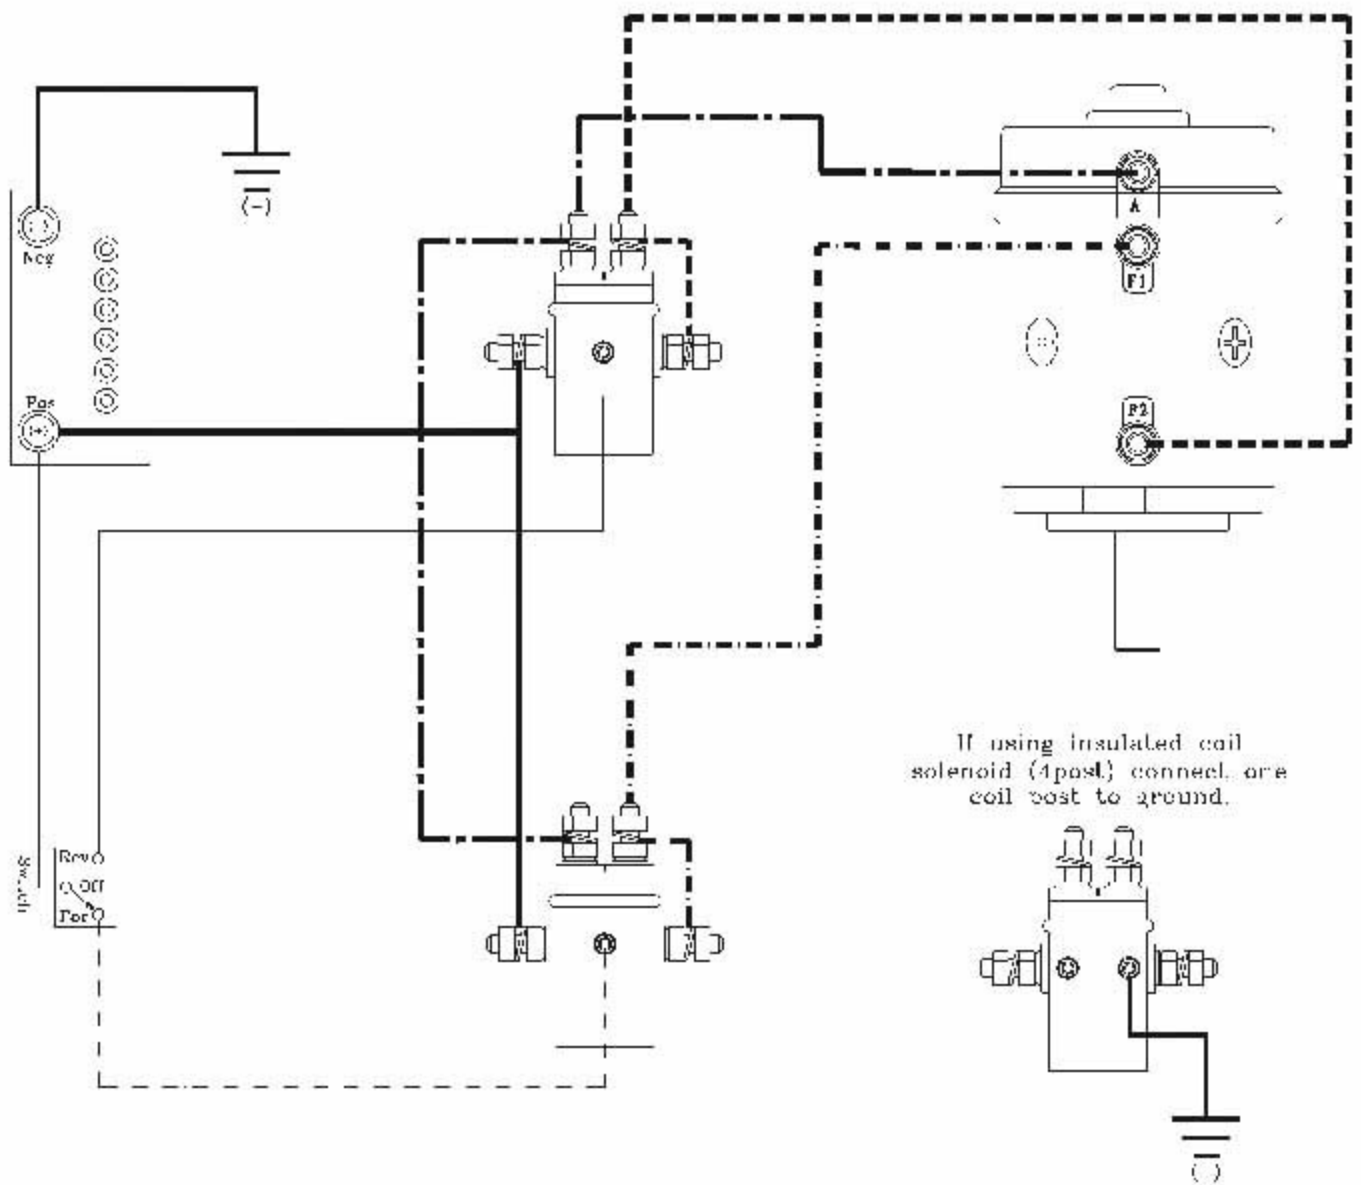 (-)
Neg
Pos
(+)
A
F1
F2
Rev
Off
For
Switch
If using insulated coil
solenoid (4post) connect one
coil post to ground.
(-)